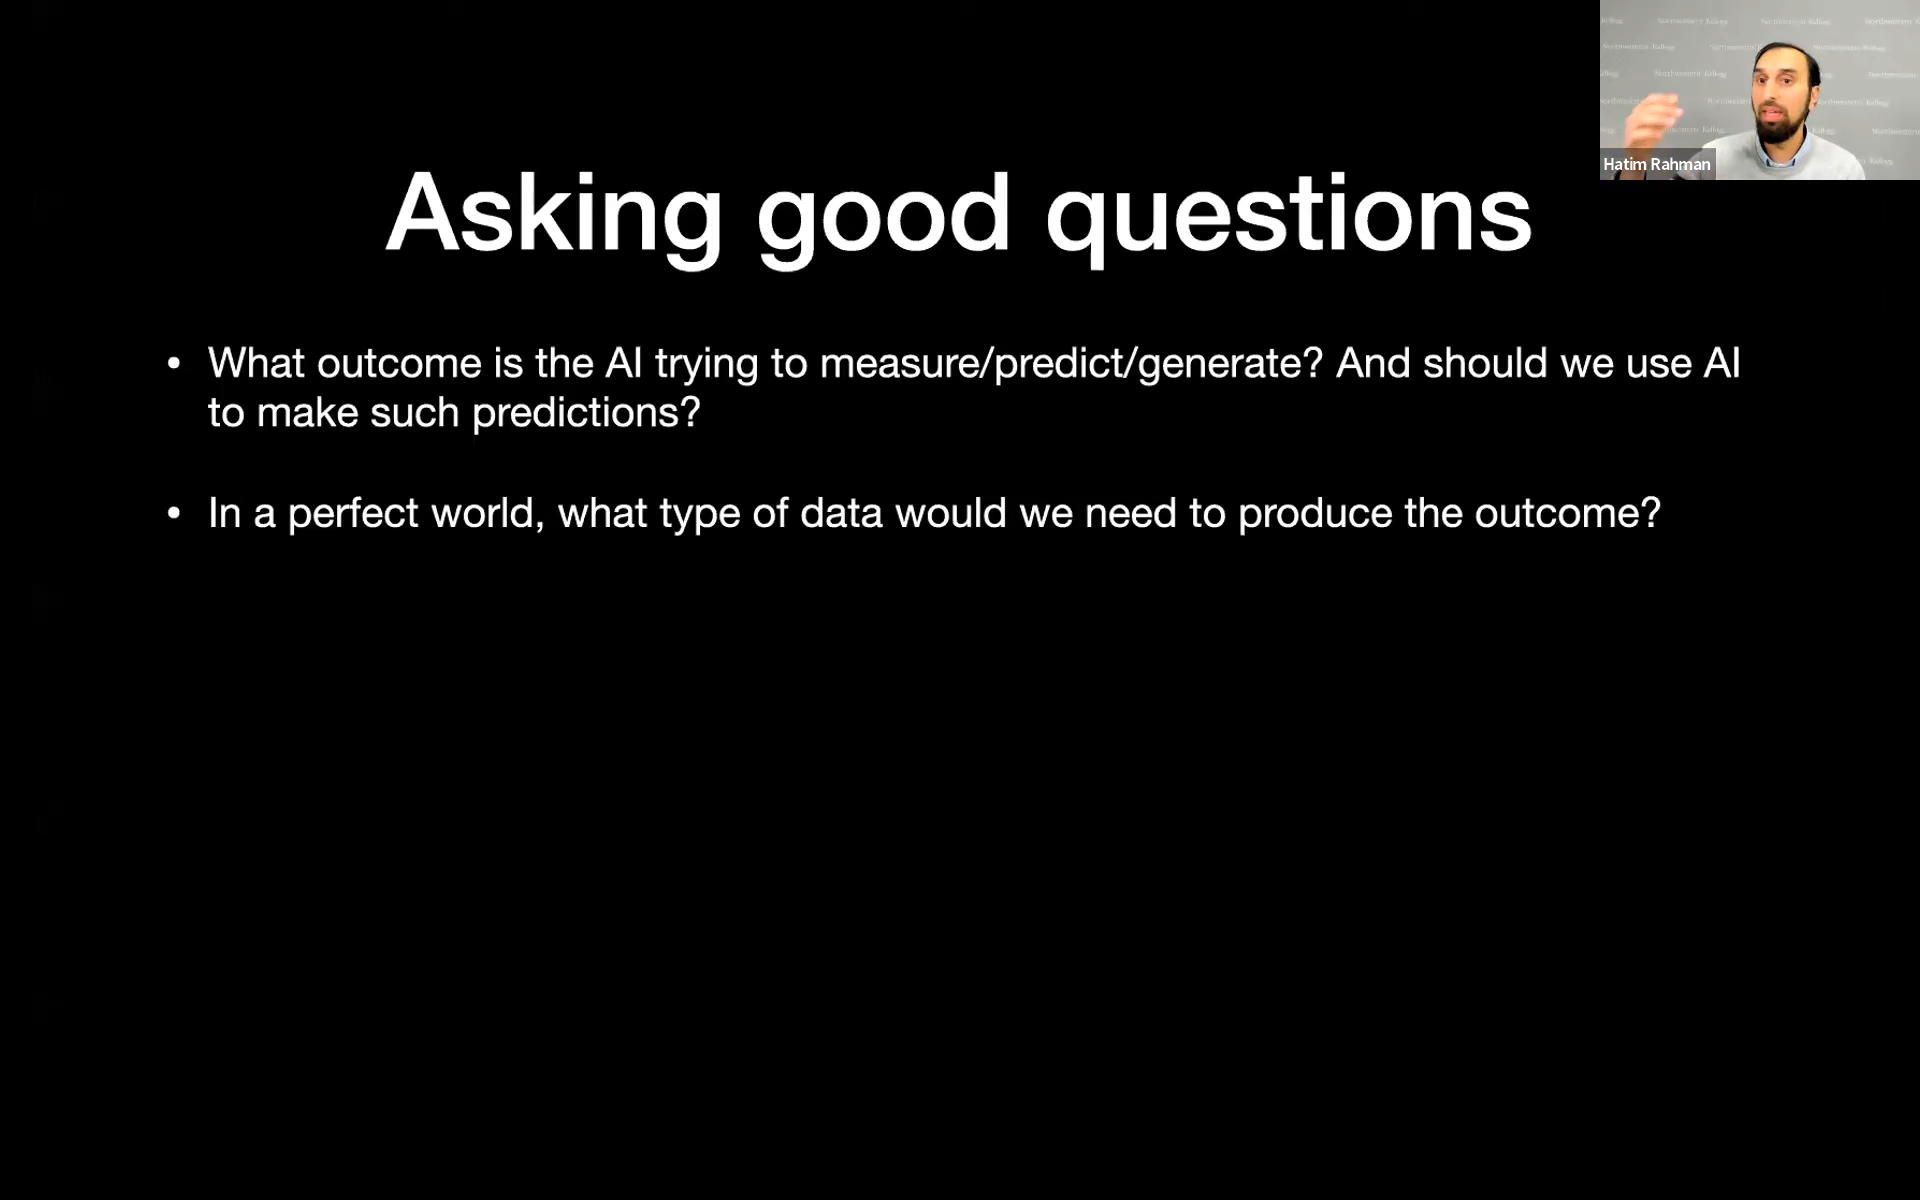 Northwestern Kellogg
Hatim Rahman
Asking good questions
• What outcome is the AI trying to measure/predict/generate? And should we use AI
to make such predictions?
• In a perfect world, what type of data would we need to produce the outcome?